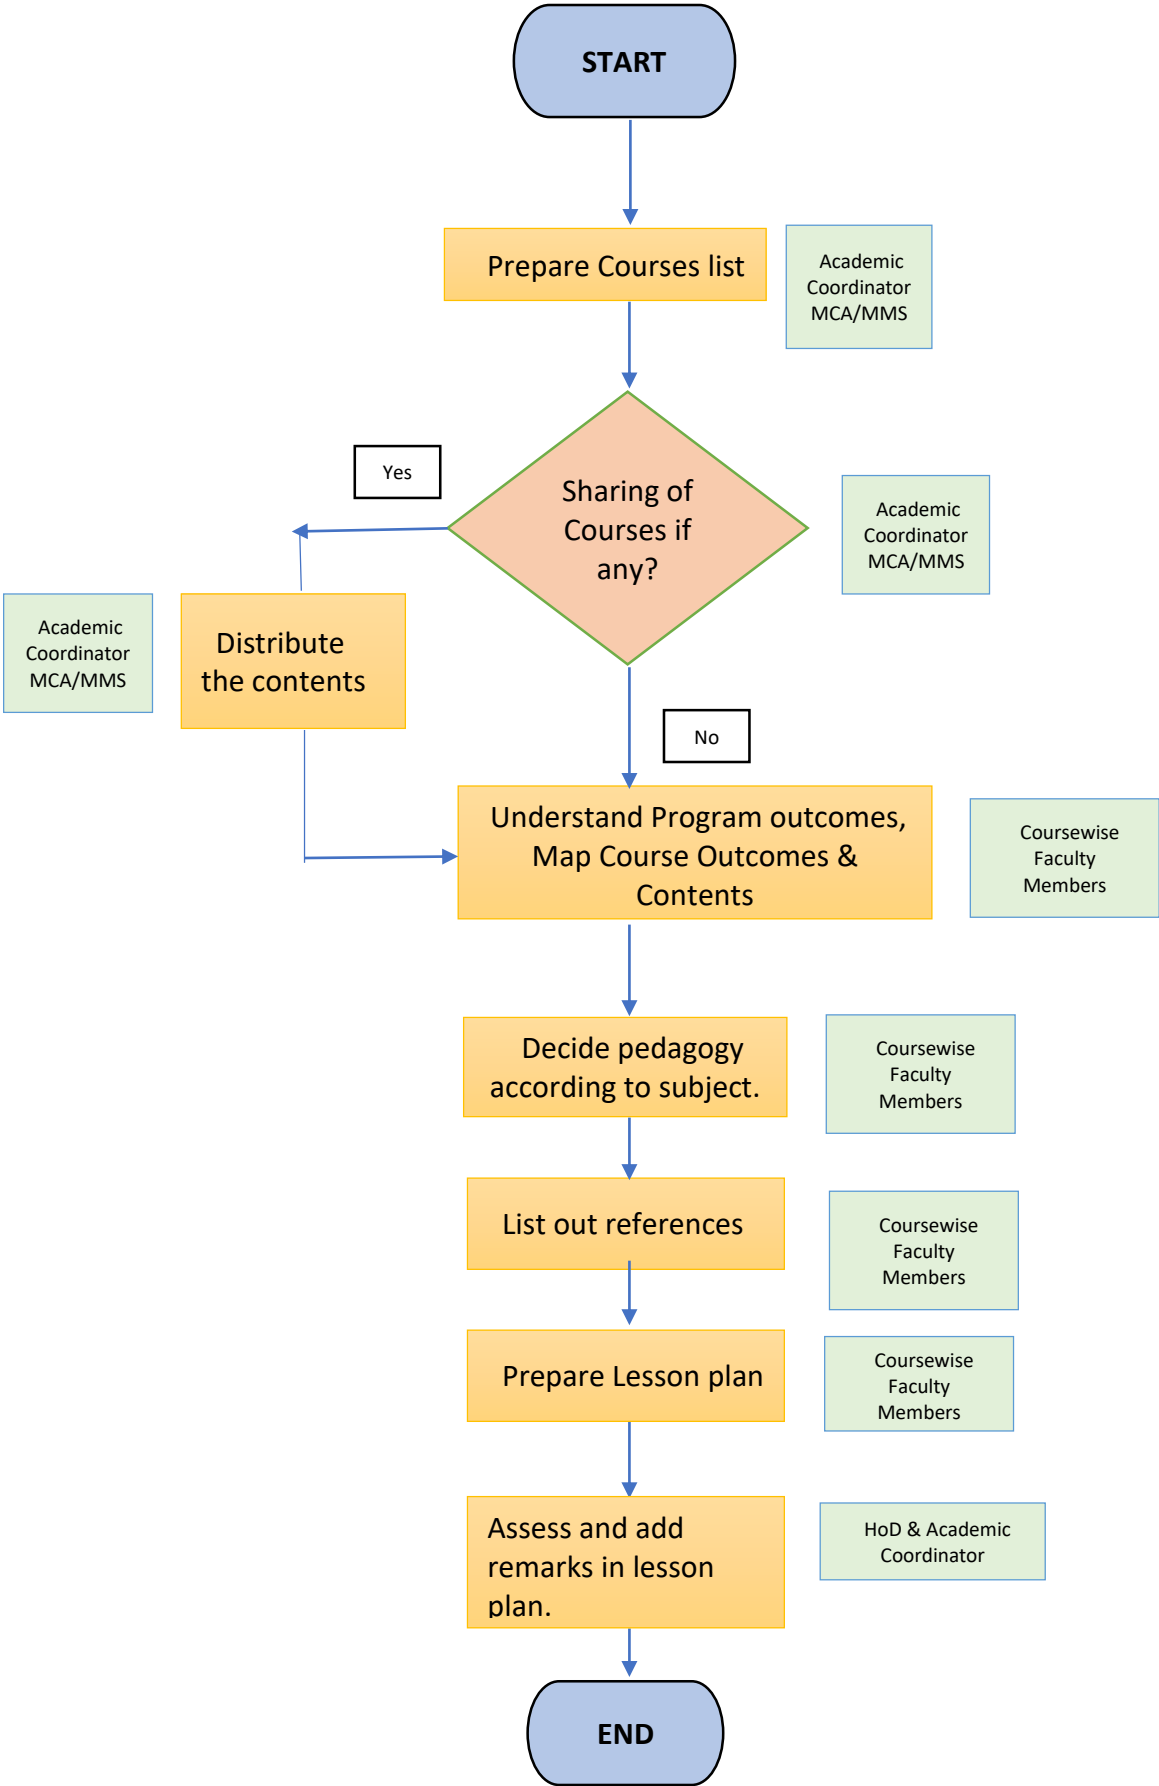 START
Prepare Courses list
Academic
Coordinator
MCA/MMS
Yes
Sharing of
Courses if
any?
Academic
Coordinator
MCA/MMS
Academic
Coordinator
MCA/MMS
Distribute
the contents
No
Understand Program outcomes,
Map Course Outcomes &
Contents
Coursewise
Faculty
Members
Decide pedagogy
according to subject.
Coursewise
Faculty
Members
List out references
Coursewise
Faculty
Members
Prepare Lesson plan
Coursewise
Faculty
Members
Assess and add
remarks in lesson
plan.
HoD & Academic
Coordinator
END